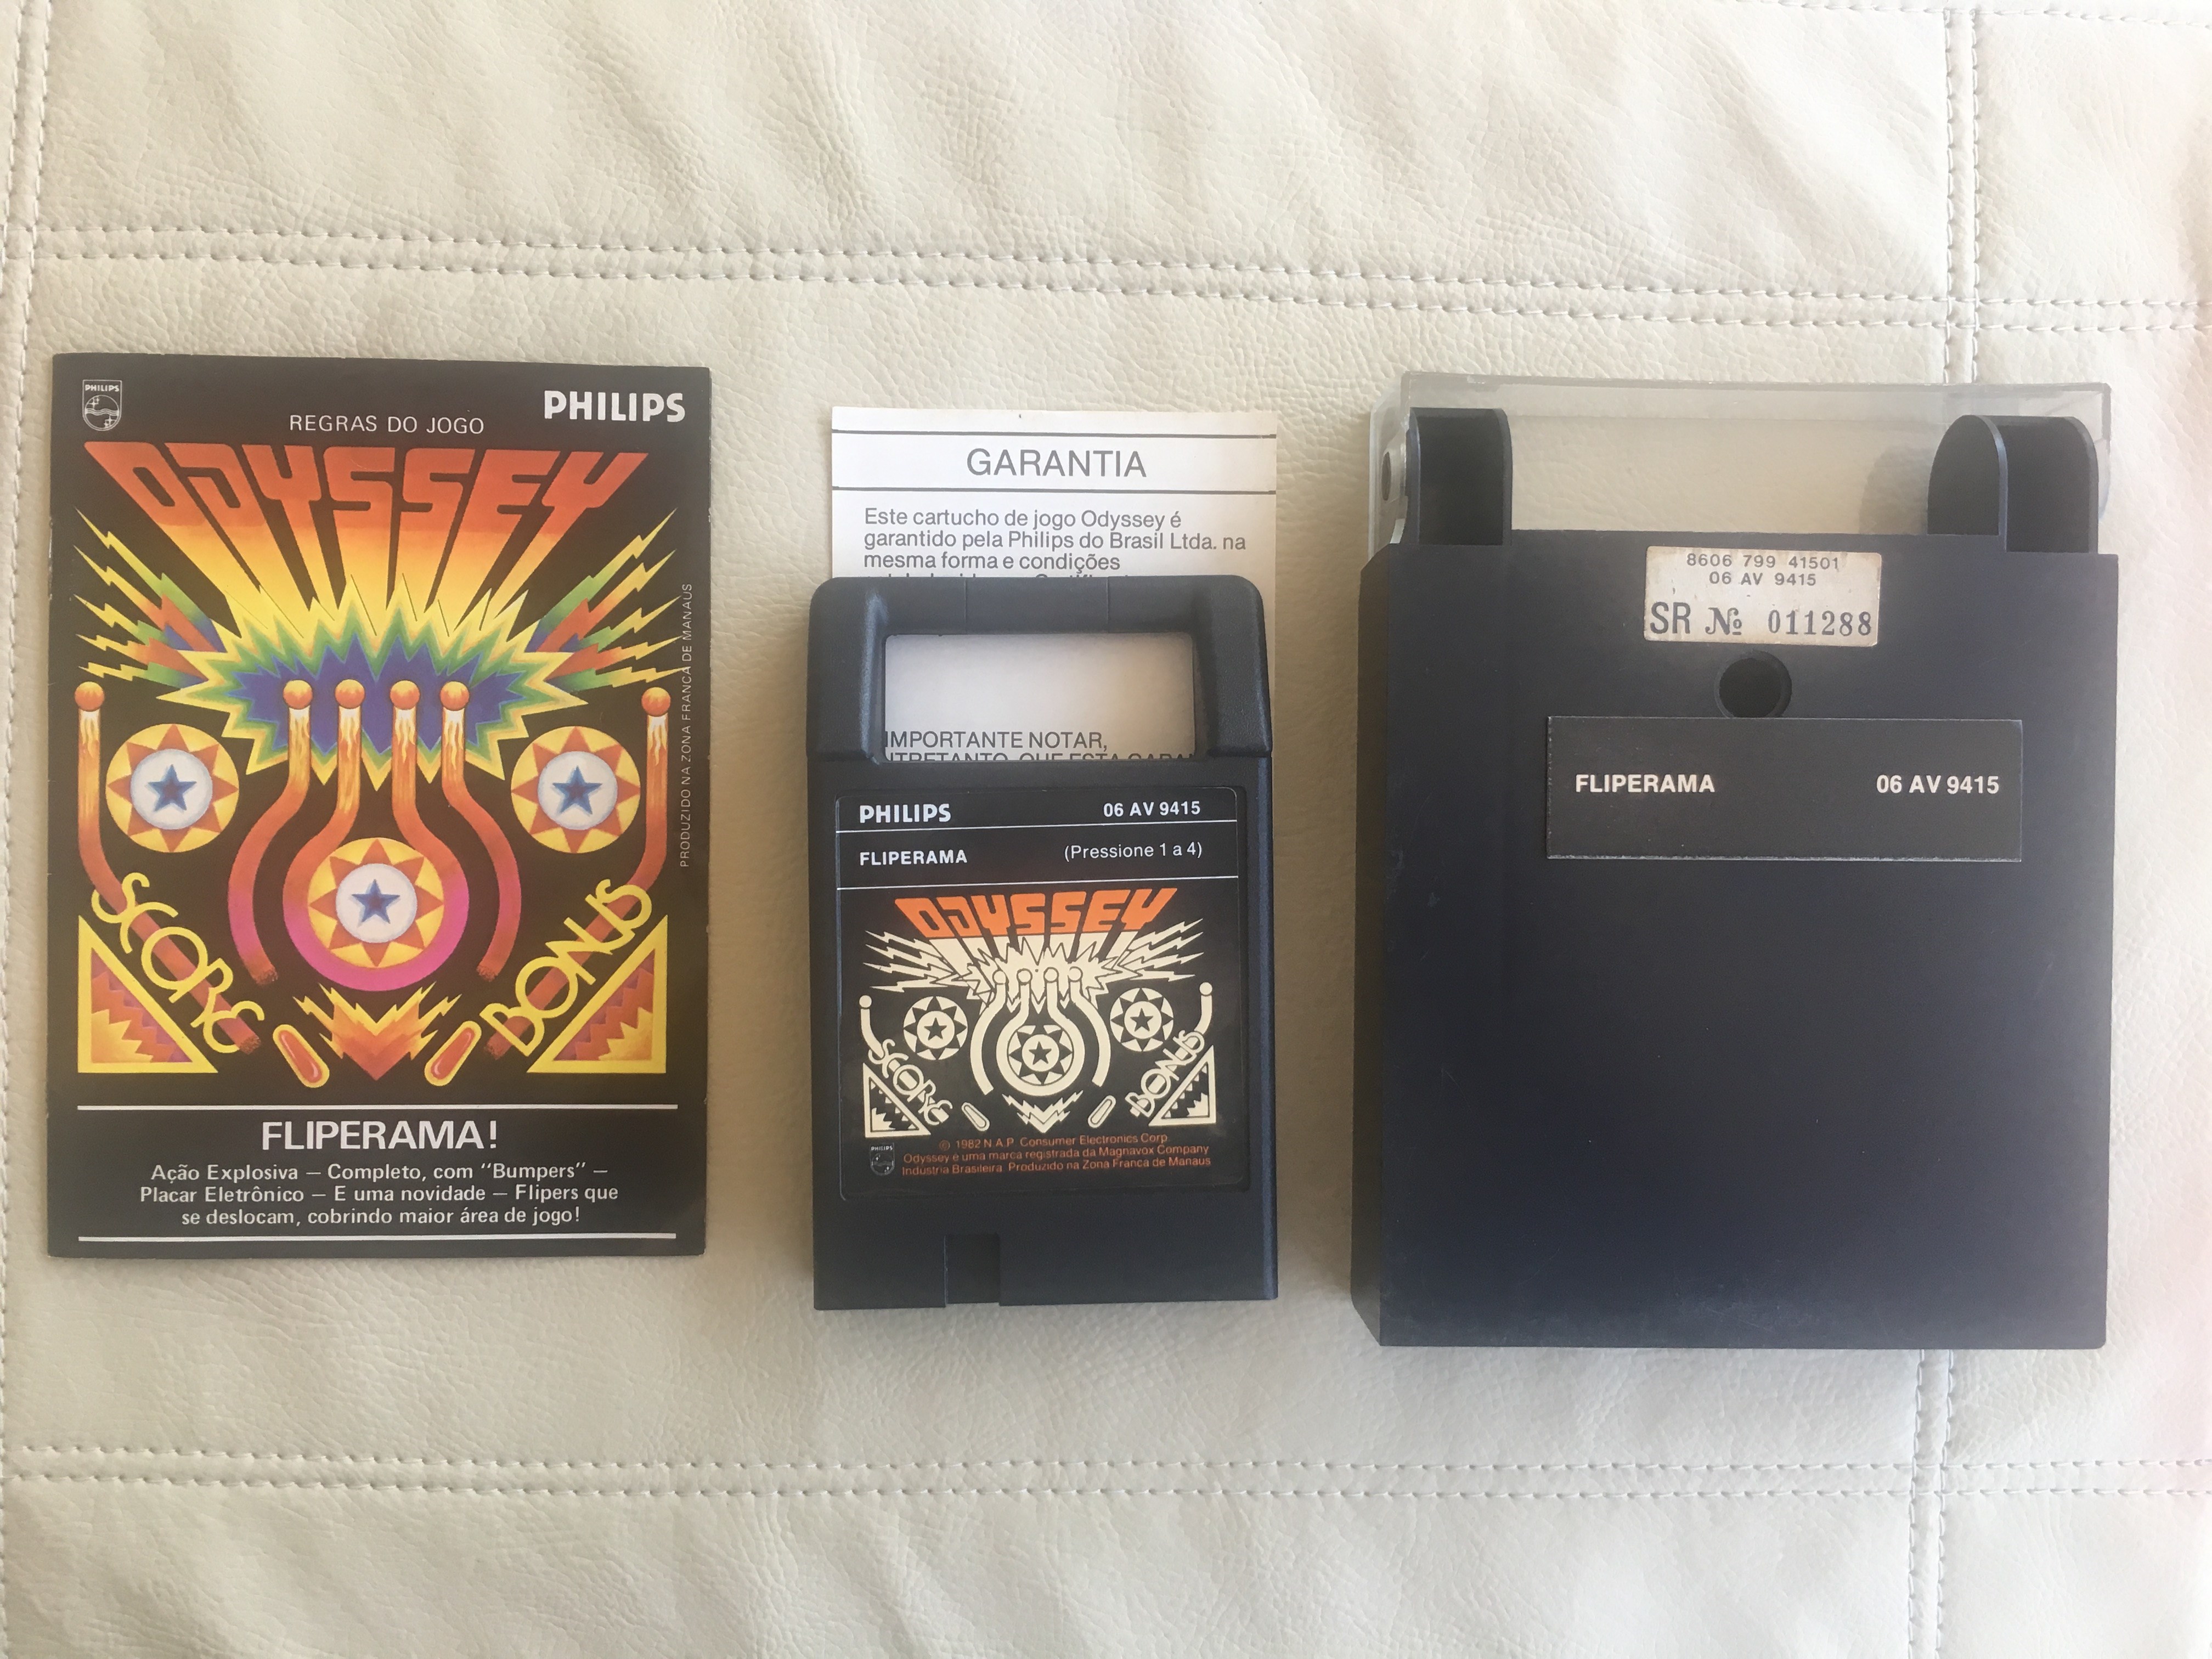 PHILIPS
PHILIPS
REGRAS DO JOGO
ODYSSEY
PRODUZIDO NA ZONA FRANCA DE MANAUS
SCORE
BONUS
FLIPERAMA!
Ação Explosiva — Completo, com "Bumpers" —
Placar Eletrônico — E uma novidade — Flipers que
se deslocam, cobrindo maior área de jogo!
GARANTIA
Este cartucho de jogo Odyssey é
garantido pela Philips do Brasil Ltda. na
mesma forma e condições
IMPORTANTE NOTAR,
PHILIPS 06 AV 9415
FLIPERAMA (Pressione 1 a 4)
ODYSSEY
SCORE
BONUS
PHILIPS
© 1982 N.A.P. Consumer Electronics Corp
Odyssey é uma marca registrada da Magnavox Company
Indústria Brasileira Produzido na Zona Franca de Manaus
8606 799 41501
06 AV 9415
SR № 011288
FLIPERAMA 06 AV 9415